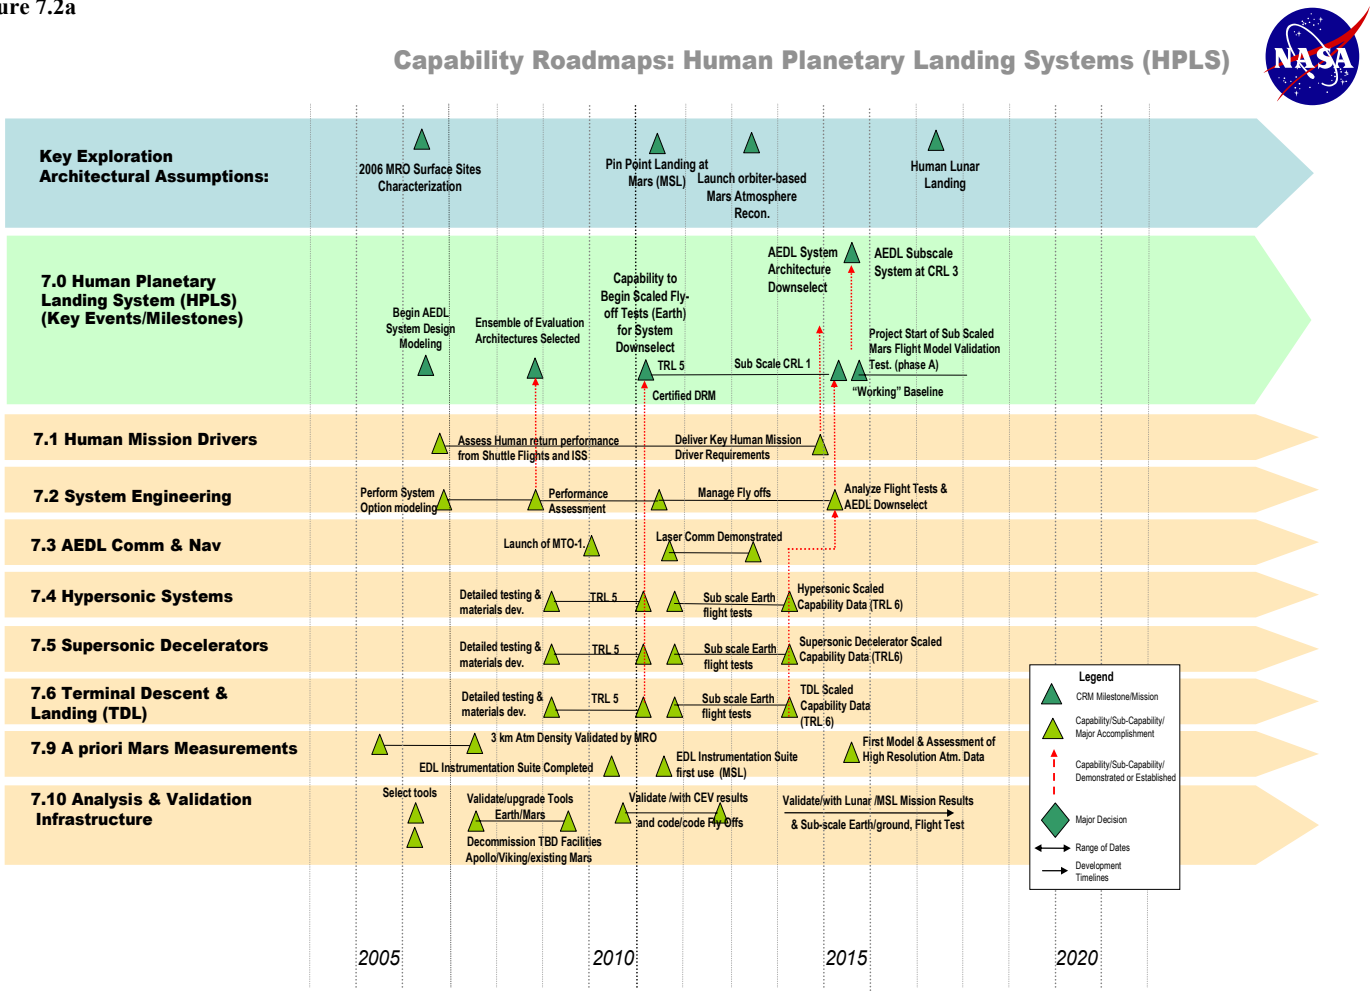 ure 7.2a
Capability Roadmaps: Human Planetary Landing Systems (HPLS)
NASA
Key Exploration
Architectural Assumptions:
2006 MRO Surface Sites
Characterization
Pin Point Landing at
Mars (MSL)
Launch orbiter-based
Mars Atmosphere
Recon.
Human Lunar
Landing
7.0 Human Planetary
Landing System (HPLS)
(Key Events/Milestones)
Begin AEDL
System Design
Modeling
Ensemble of Evaluation
Architectures Selected
Capability to
Begin Scaled Fly-
off Tests (Earth)
for System
Downselect
TRL 5
Certified DRM
Sub Scale CRL 1
AEDL System
Architecture
Downselect
AEDL Subscale
System at CRL 3
Project Start of Sub Scaled
Mars Flight Model Validation
Test. (phase A)
“Working” Baseline
7.1 Human Mission Drivers
Assess Human return performance
from Shuttle Flights and ISS
Deliver Key Human Mission
Driver Requirements
7.2 System Engineering
Perform System
Option modeling
Performance
Assessment
Manage Fly offs
Analyze Flight Tests &
AEDL Downselect
7.3 AEDL Comm & Nav
Launch of MTO-1.
Laser Comm Demonstrated
7.4 Hypersonic Systems
Detailed testing &
materials dev.
TRL 5
Sub scale Earth
flight tests
Hypersonic Scaled
Capability Data (TRL 6)
7.5 Supersonic Decelerators
Detailed testing &
materials dev.
TRL 5
Sub scale Earth
flight tests
Supersonic Decelerator Scaled
Capability Data (TRL6)
7.6 Terminal Descent &
Landing (TDL)
Detailed testing &
materials dev.
TRL 5
Sub scale Earth
flight tests
TDL Scaled
Capability Data
(TRL 6)
7.9 A priori Mars Measurements
3 km Atm Density Validated by MRO
EDL Instrumentation Suite Completed
EDL Instrumentation Suite
first use (MSL)
First Model & Assessment of
High Resolution Atm. Data
7.10 Analysis & Validation
Infrastructure
Select tools
Validate/upgrade Tools
Earth/Mars
Decommission TBD Facilities
Apollo/Viking/existing Mars
Validate /with CEV results
and code/code Fly Offs
Validate/with Lunar /MSL Mission Results
& Sub-scale Earth/ground, Flight Test
Legend
CRM Milestone/Mission
Capability/Sub-Capability/
Major Accomplishment
Capability/Sub-Capability/
Demonstrated or Established
Major Decision
Range of Dates
Development
Timelines
2005
2010
2015
2020